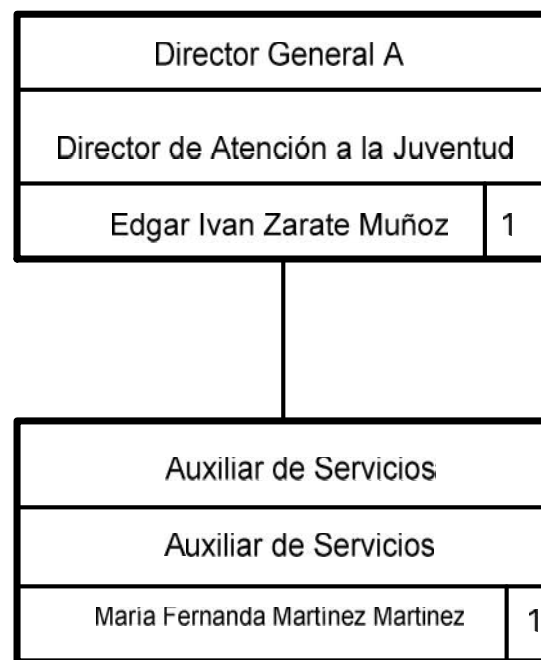 Director General A
Director de Atención a la Juventud
Edgar Ivan Zarate Muñoz 1
Auxiliar de Servicios
Auxiliar de Servicios
Maria Fernanda Martinez Martinez 1